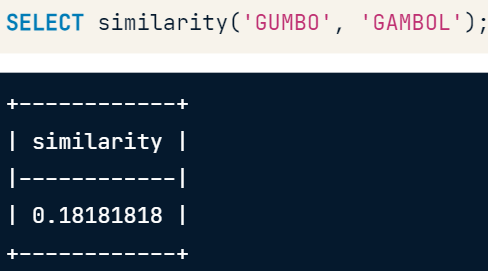 SELECT similarity('GUMBO', 'GAMBOL');
+------------+
| similarity |
|------------|
| 0.18181818 |
+------------+